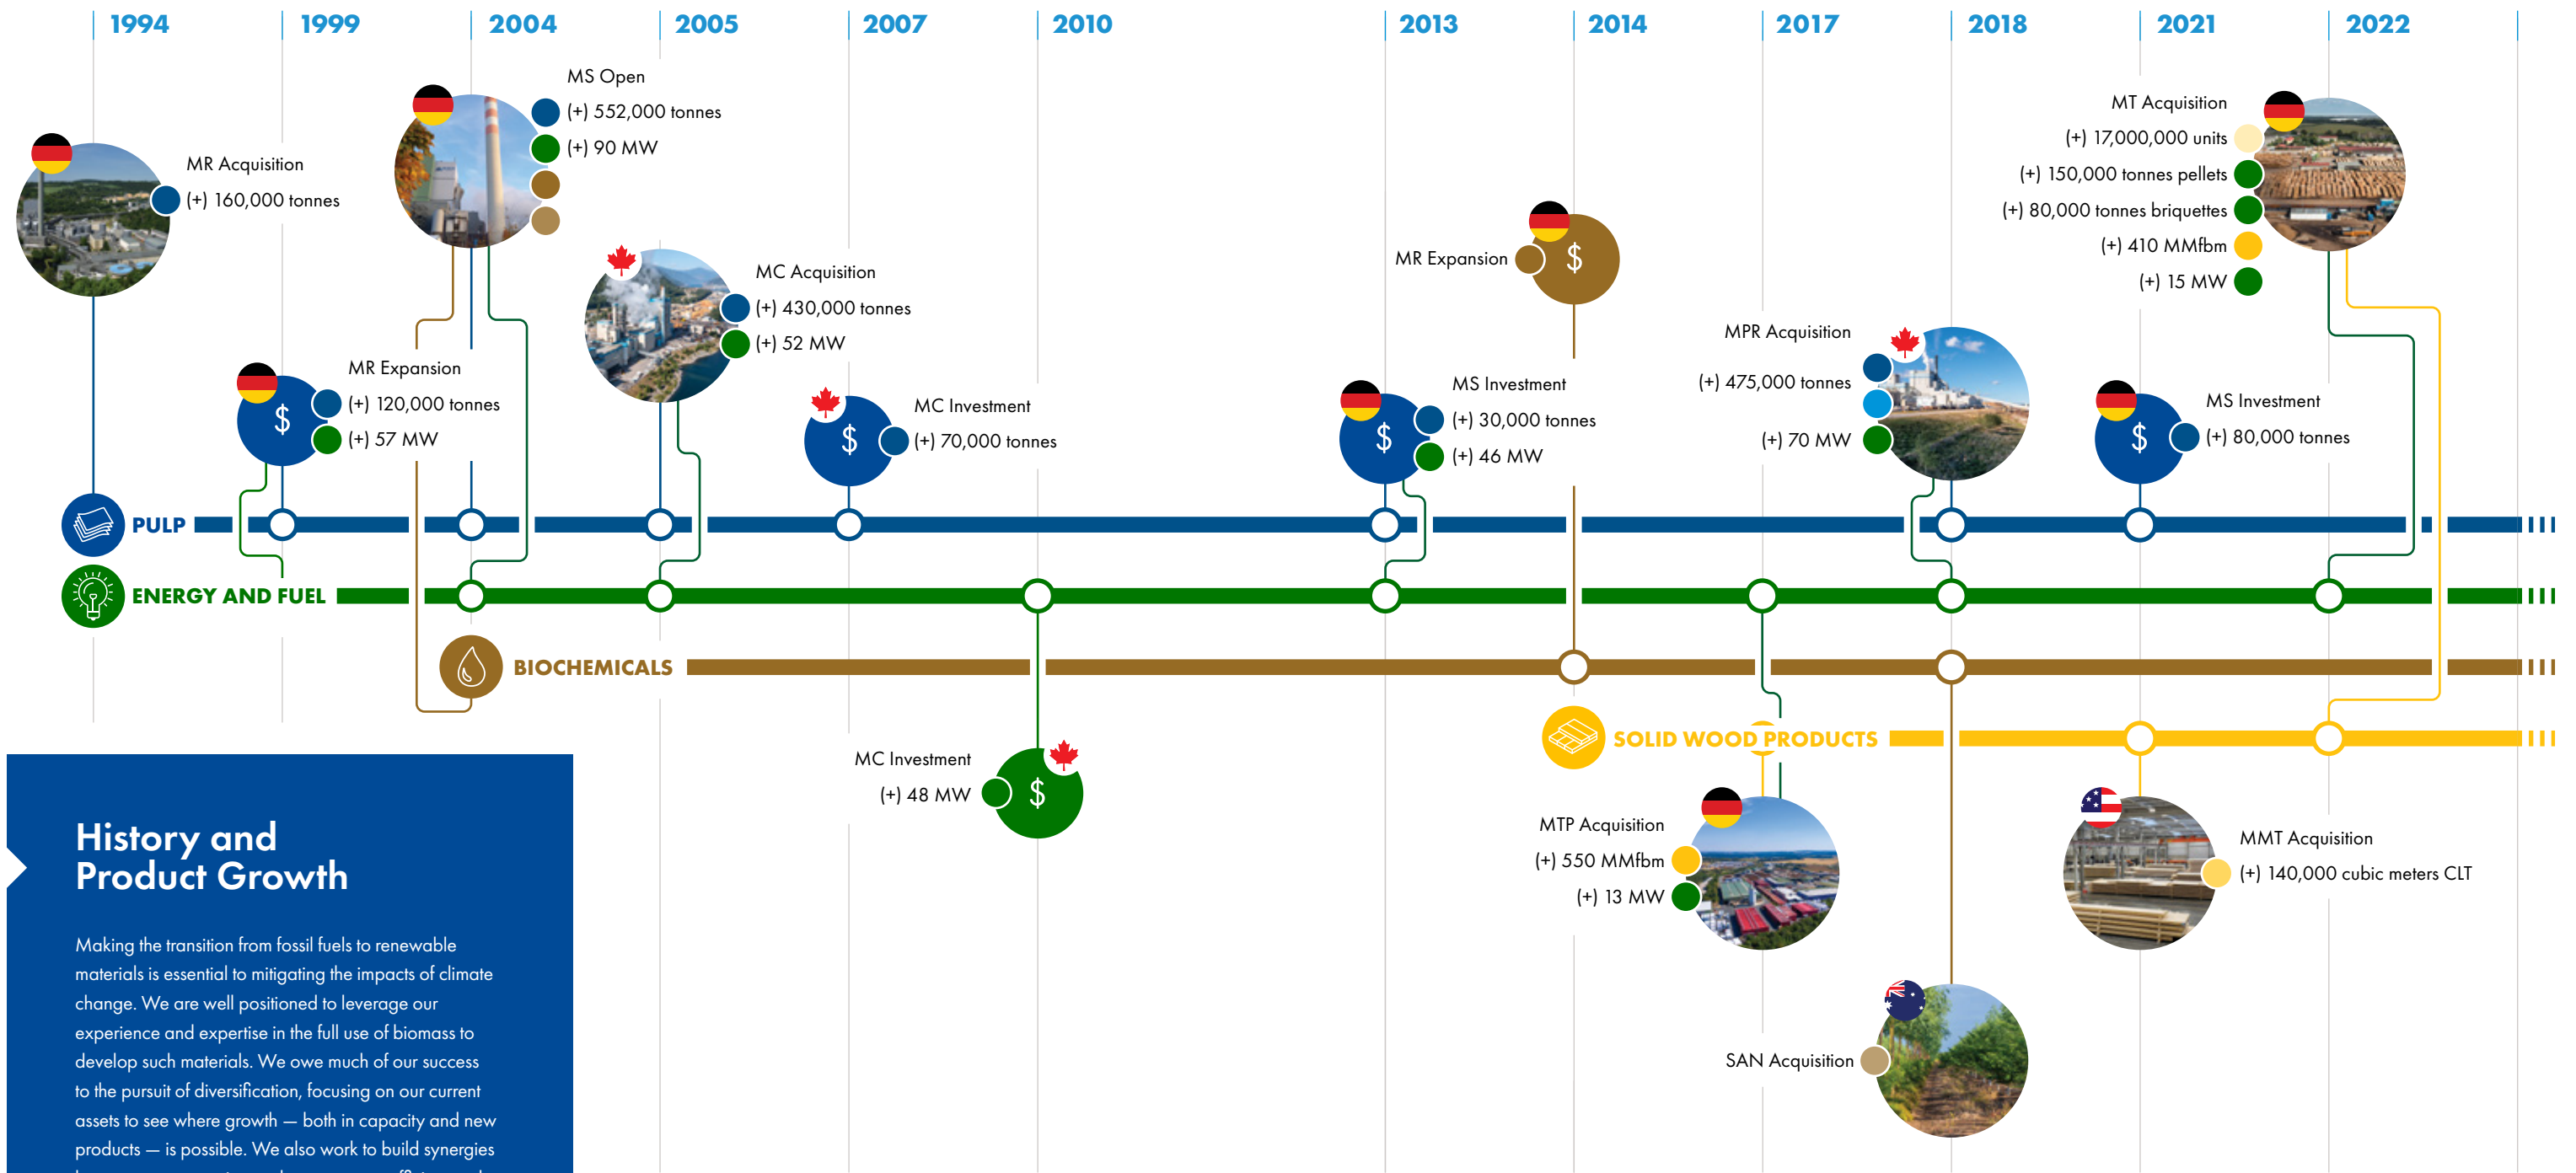 1994
1999
2004
2005
2007
2010
2013
2014
2017
2018
2021
2022
MR Acquisition
(+) 160,000 tonnes
MS Open
(+) 552,000 tonnes
(+) 90 MW
MR Expansion
(+) 120,000 tonnes
(+) 57 MW
$
MC Acquisition
(+) 430,000 tonnes
(+) 52 MW
MC Investment
(+) 70,000 tonnes
$
MS Investment
(+) 30,000 tonnes
(+) 46 MW
$
MR Expansion
$
MPR Acquisition
(+) 475,000 tonnes
(+) 70 MW
MT Acquisition
(+) 17,000,000 units
(+) 150,000 tonnes pellets
(+) 80,000 tonnes briquettes
(+) 410 MMfbm
(+) 15 MW
MS Investment
(+) 80,000 tonnes
$
PULP
ENERGY AND FUEL
BIOCHEMICALS
SOLID WOOD PRODUCTS
MC Investment
(+) 48 MW
$
MTP Acquisition
(+) 550 MMfbm
(+) 13 MW
MMT Acquisition
(+) 140,000 cubic meters CLT
SAN Acquisition
History and
Product Growth
Making the transition from fossil fuels to renewable
materials is essential to mitigating the impacts of climate
change. We are well positioned to leverage our
experience and expertise in the full use of biomass to
develop such materials. We owe much of our success
to the pursuit of diversification, focusing on our current
assets to see where growth — both in capacity and new
products — is possible. We also work to build synergies